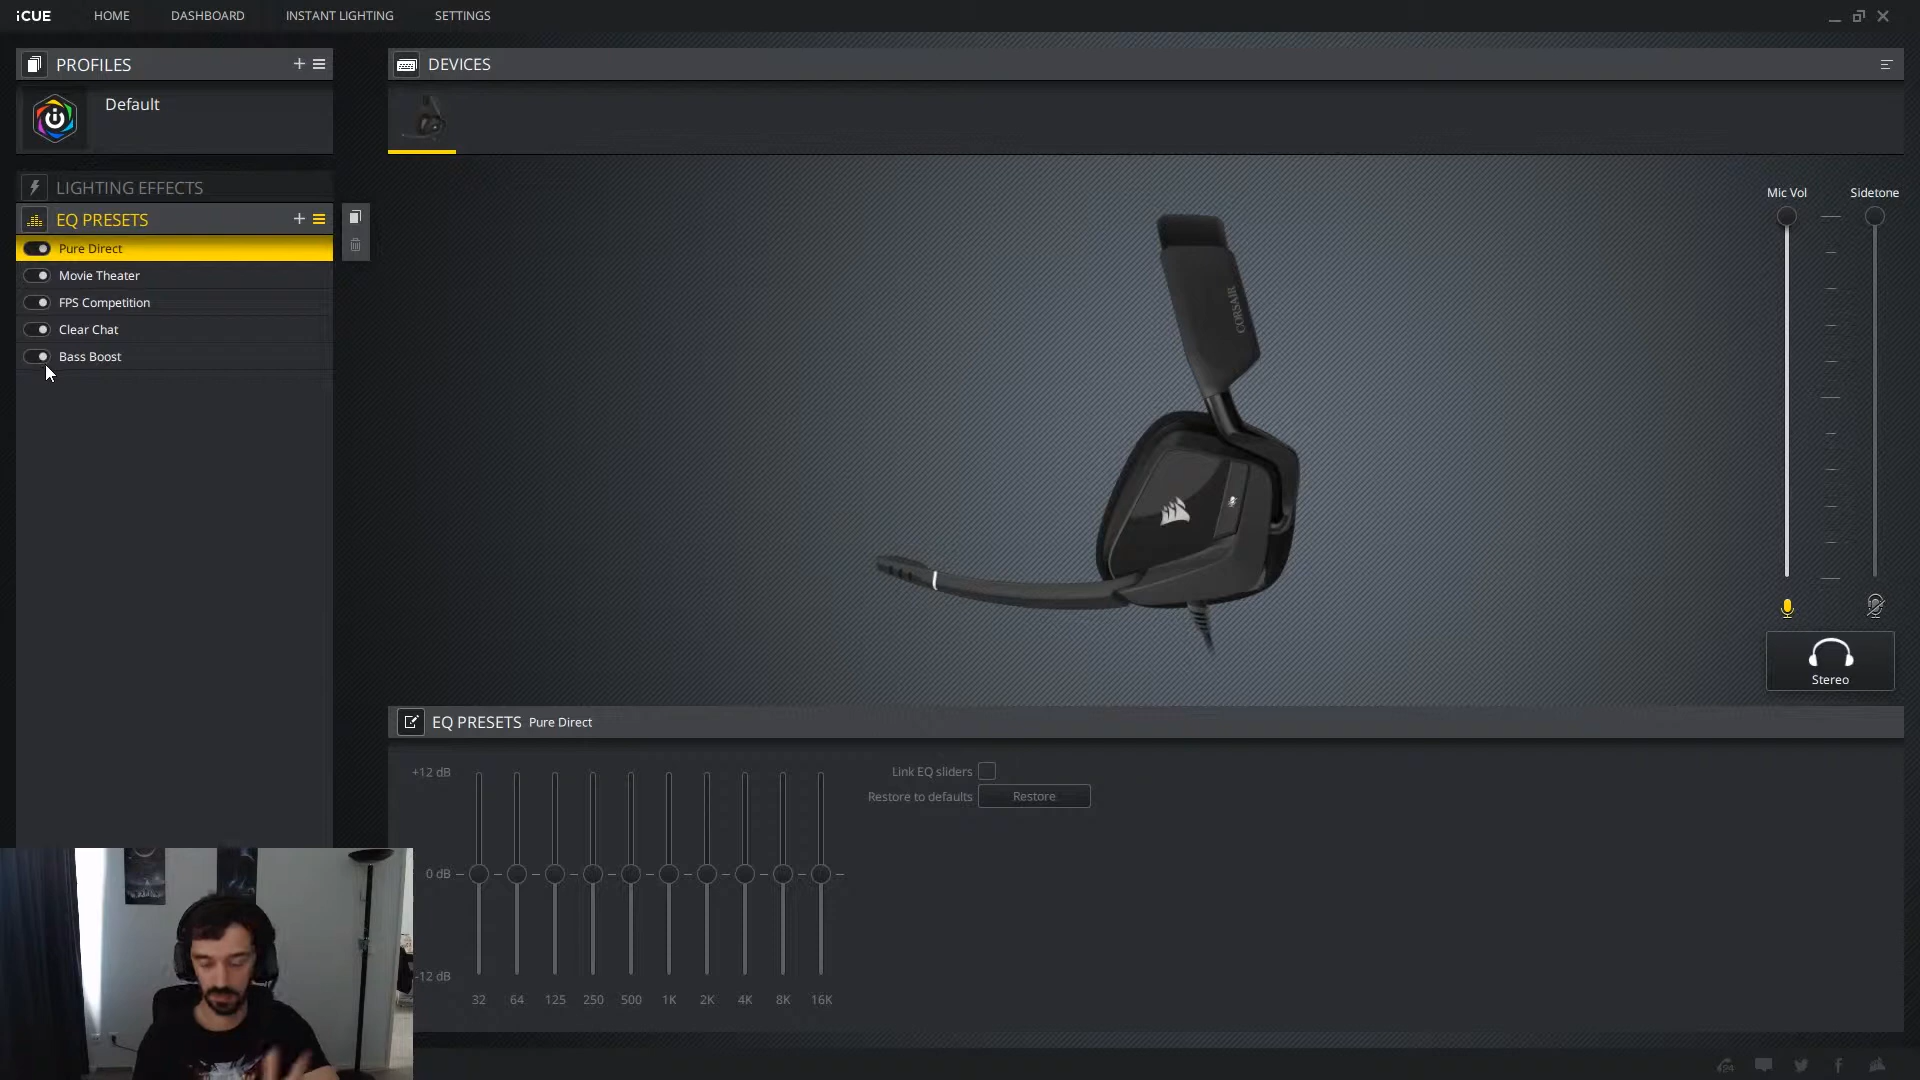 iCUE HOME DASHBOARD INSTANT LIGHTING SETTINGS
PROFILES
Default
LIGHTING EFFECTS
EQ PRESETS
Pure Direct
Movie Theater
FPS Competition
Clear Chat
Bass Boost
DEVICES
CORSAIR
Mic Vol Sidetone
Stereo
EQ PRESETS Pure Direct
+12 dB
0 dB
-12 dB
32 64 125 250 500 1K 2K 4K 8K 16K
Link EQ sliders
Restore to defaults Restore
24